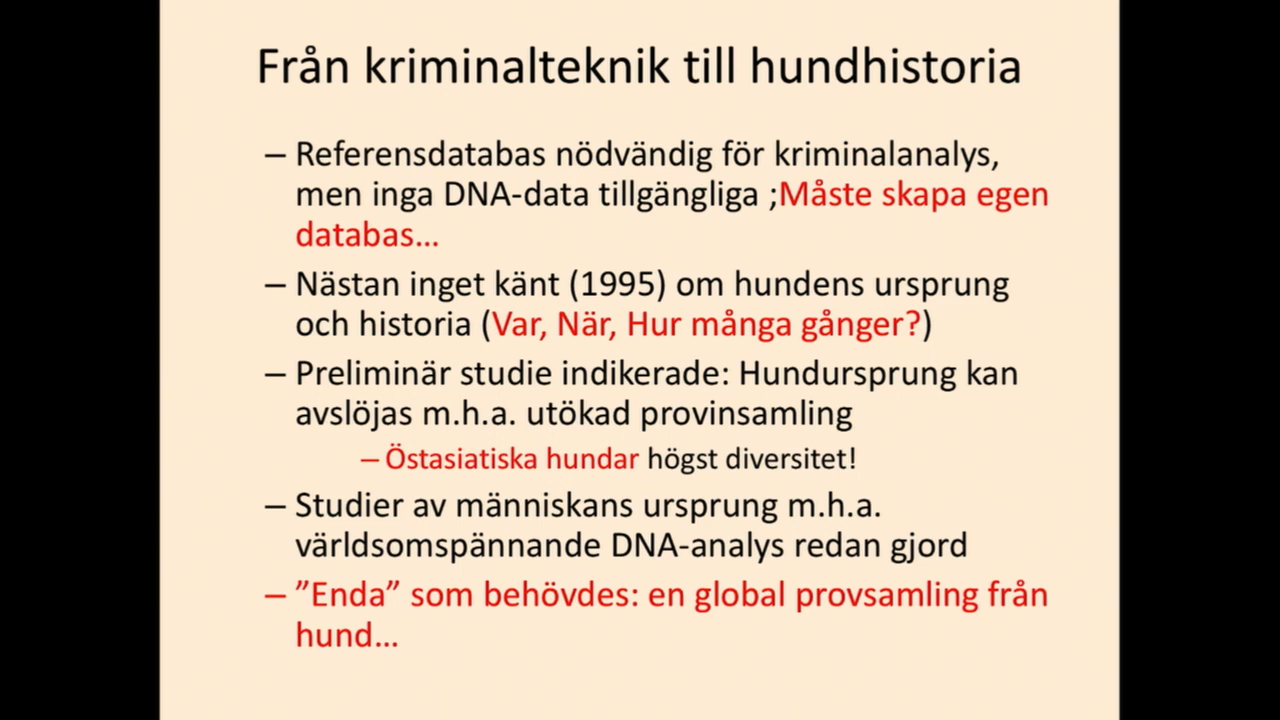 Från kriminalteknik till hundhistoria
– Referensdatabas nödvändig för kriminalanalys,
men inga DNA-data tillgängliga ;Måste skapa egen
databas...
– Nästan inget känt (1995) om hundens ursprung
och historia (Var, När, Hur många gånger?)
– Preliminär studie indikerade: Hundursprung kan
avslöjas m.h.a. utökad provinsamling
– Östasiatiska hundar högst diversitet!
– Studier av människans ursprung m.h.a.
världsomspännande DNA-analys redan gjord
– ”Enda” som behövdes: en global provsamling från
hund...